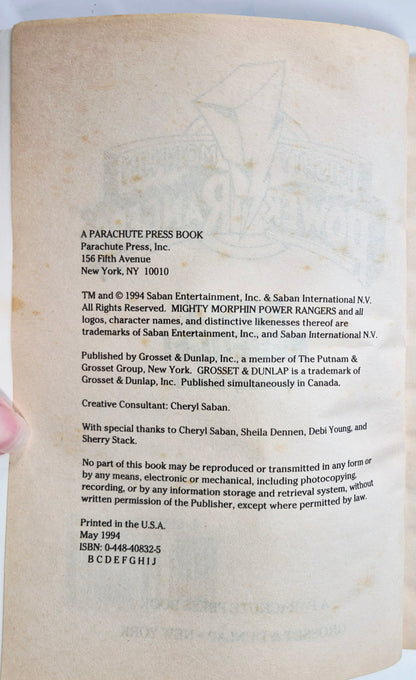 A PARACHUTE PRESS BOOK
Parachute Press, Inc.
156 Fifth Avenue
New York, NY 10010
TM and © 1994 Saban Entertainment, Inc. & Saban International N.V.
All Rights Reserved. MIGHTY MORPHIN POWER RANGERS and all
logos, character names, and distinctive likenesses thereof are
trademarks of Saban Entertainment, Inc., and Saban International N.V.
Published by Grosset & Dunlap, Inc., a member of The Putnam &
Grosset Group, New York. GROSSET & DUNLAP is a trademark of
Grosset & Dunlap, Inc. Published simultaneously in Canada.
Creative Consultant: Cheryl Saban.
With special thanks to Cheryl Saban, Sheila Dennen, Debi Young, and
Sherry Stack.
No part of this book may be reproduced or transmitted in any form or
by any means, electronic or mechanical, including photocopying,
recording, or by any information storage and retrieval system, without
written permission of the Publisher, except where permitted by law.
Printed in the U.S.A.
May 1994
ISBN: 0-448-40832-5
B C D E F G H I J
A PARACHUTE PRESS BOOK
GROSSET & DUNLAP • NEW YORK